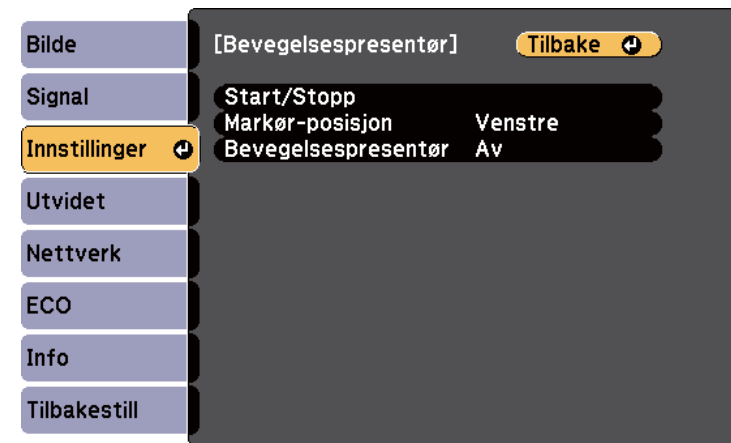 Bilde
Signal
Innstillinger
Utvidet
Nettverk
ECO
Info
Tilbakestill
[Bevegelsespresentør] Tilbake
Start/Stopp
Markør-posisjon Venstre
Bevegelsespresentør Av